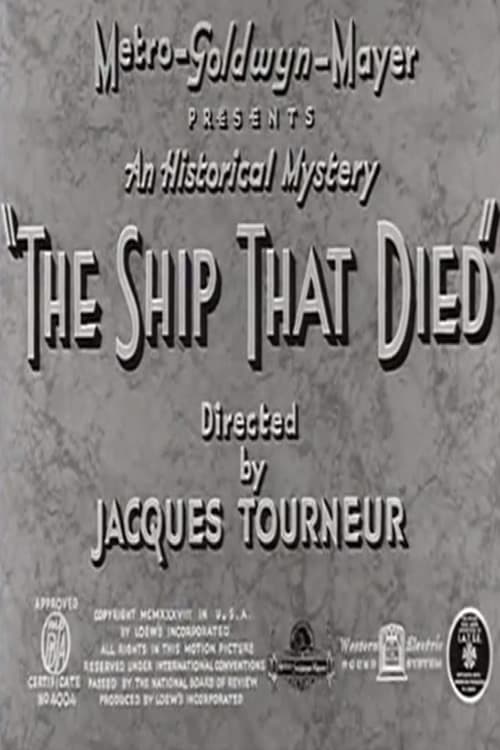 Metro-Goldwyn-Mayer
PRESENTS
An Historical Mystery
"THE SHIP THAT DIED"
Directed
by
JACQUES TOURNEUR
APPROVED
CERTIFICATE
No 4004
COPYRIGHT MCMXXXVIII IN U.S.A.
BY LOEW'S INCORPORATED
ALL RIGHTS IN THIS MOTION PICTURE
RESERVED UNDER INTERNATIONAL CONVENTIONS
PASSED BY THE NATIONAL BOARD OF REVIEW
PRODUCED BY LOEW'S INCORPORATED
Western Electric
SOUND SYSTEM
I.A.T.S.E.